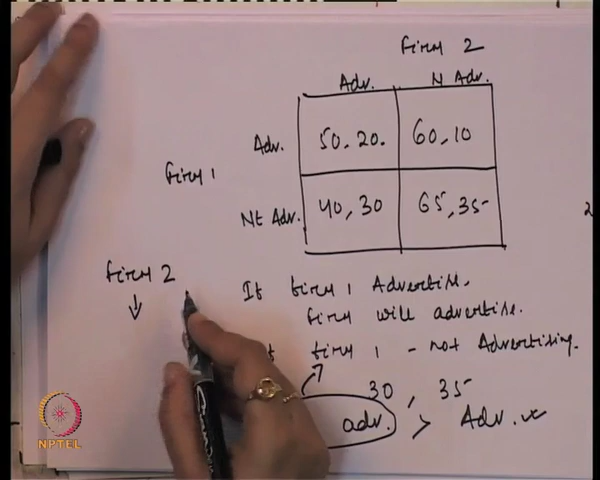 Firm 2
Adv. N Adv.
Adv. 50, 20. 60, 10
Firm 1
Nt Adv. 40, 30 65, 35
Firm 2
If firm 1 Advertise,
firm will advertise.
firm 1 - not Advertising.
30, 35
adv. > Adv.
NPTEL